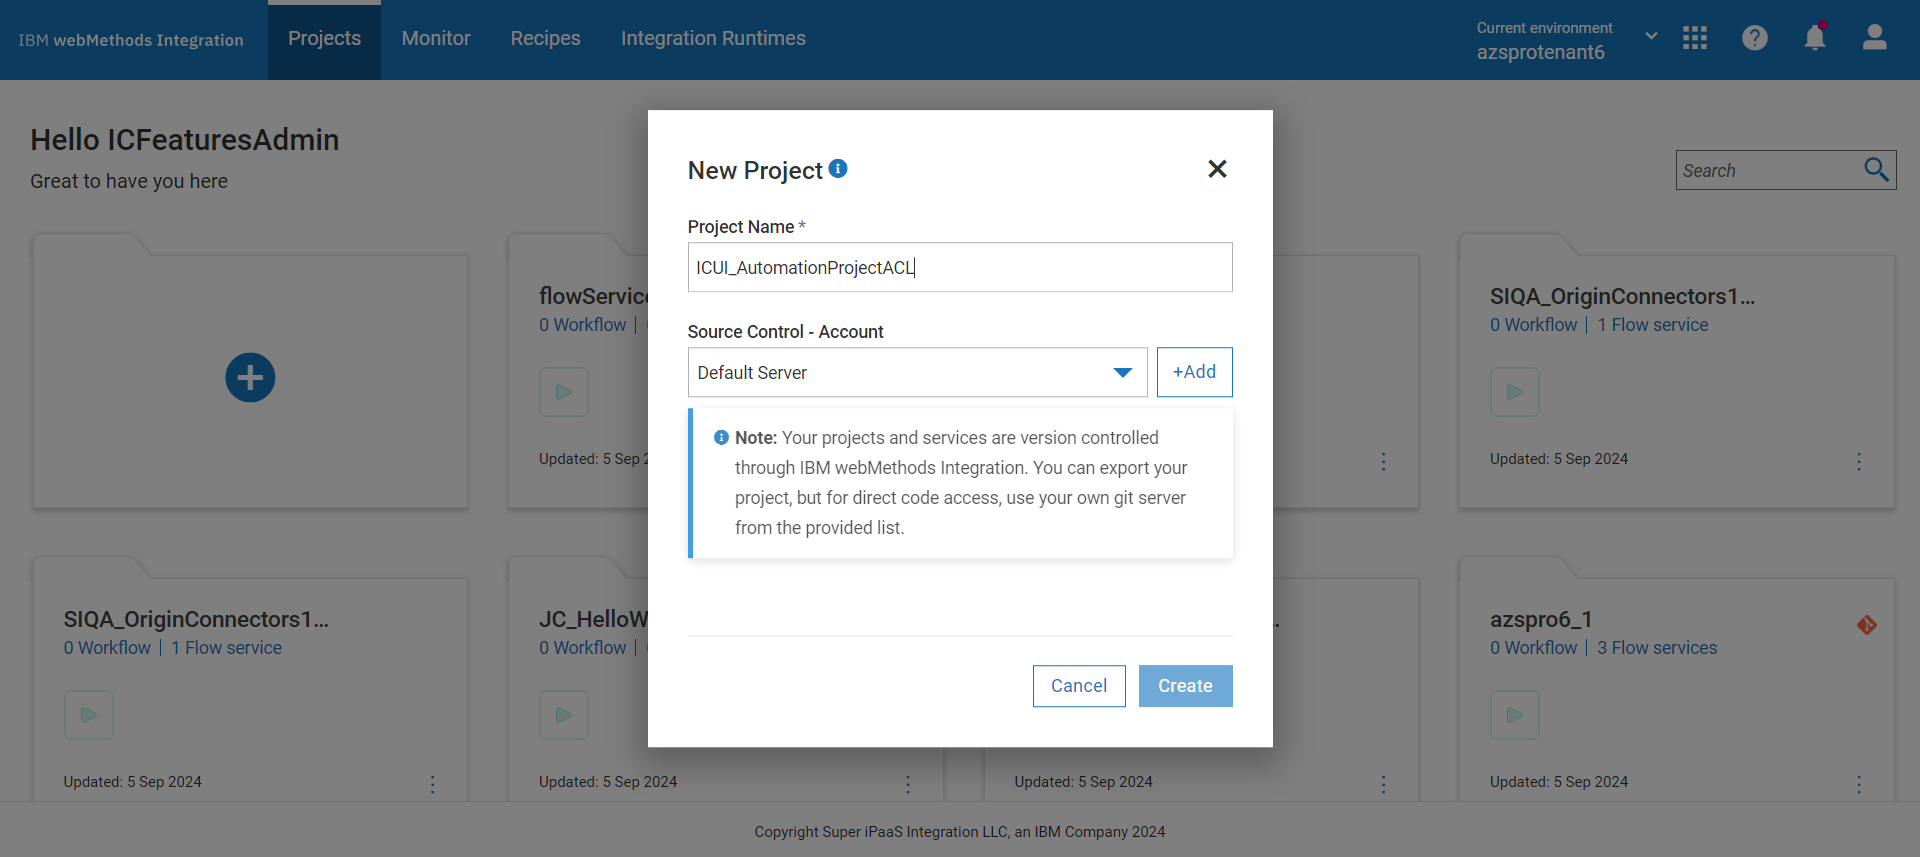 IBM webMethods Integration
Projects
Monitor
Recipes
Integration Runtimes
Current environment
azsprotenant6
Hello ICFeaturesAdmin
Great to have you here
Search
New Project
Project Name *
ICUI_AutomationProjectACL
Source Control - Account
Default Server
+Add
Note: Your projects and services are version controlled
through IBM webMethods Integration. You can export your
project, but for direct code access, use your own git server
from the provided list.
Cancel
Create
flowService
0 Workflow
Updated: 5 Sep 2
SIQA_OriginConnectors1...
0 Workflow | 1 Flow service
Updated: 5 Sep 2024
SIQA_OriginConnectors1...
0 Workflow | 1 Flow service
Updated: 5 Sep 2024
JC_HelloW
0 Workflow
Updated: 5 Sep 2024
Updated: 5 Sep 2024
azspro6_1
0 Workflow | 3 Flow services
Updated: 5 Sep 2024
Copyright Super iPaaS Integration LLC, an IBM Company 2024